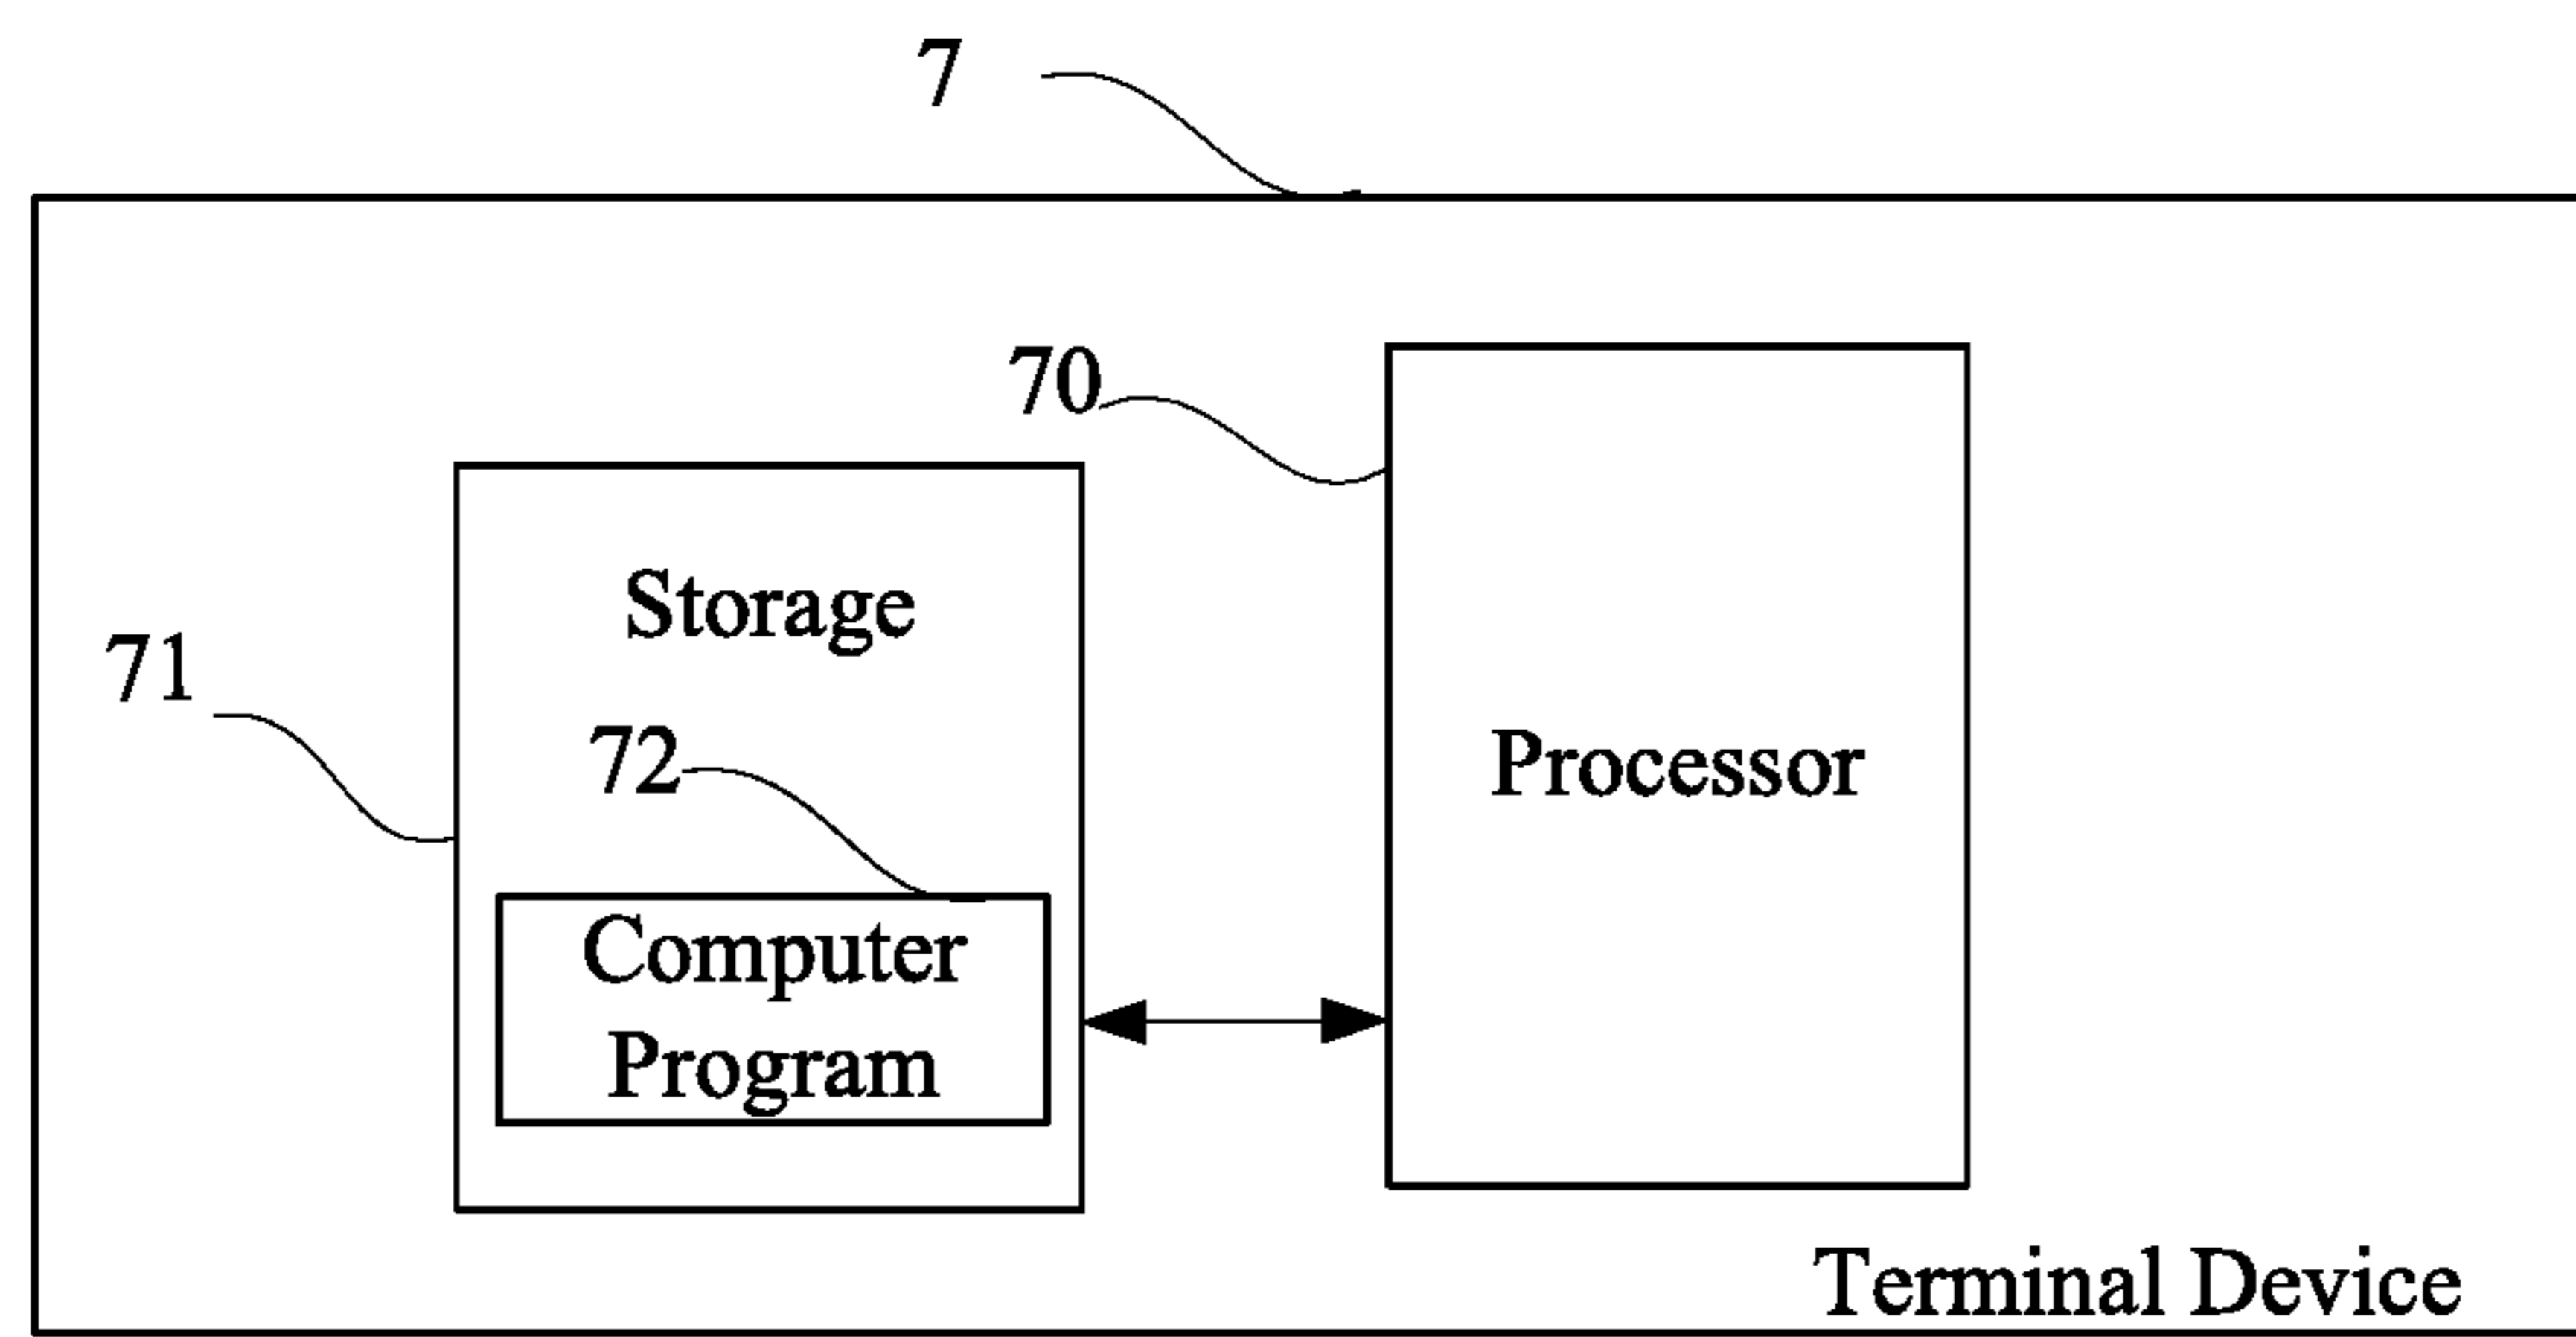 7
70
Storage
71
72
Processor
Computer
Program
Terminal Device